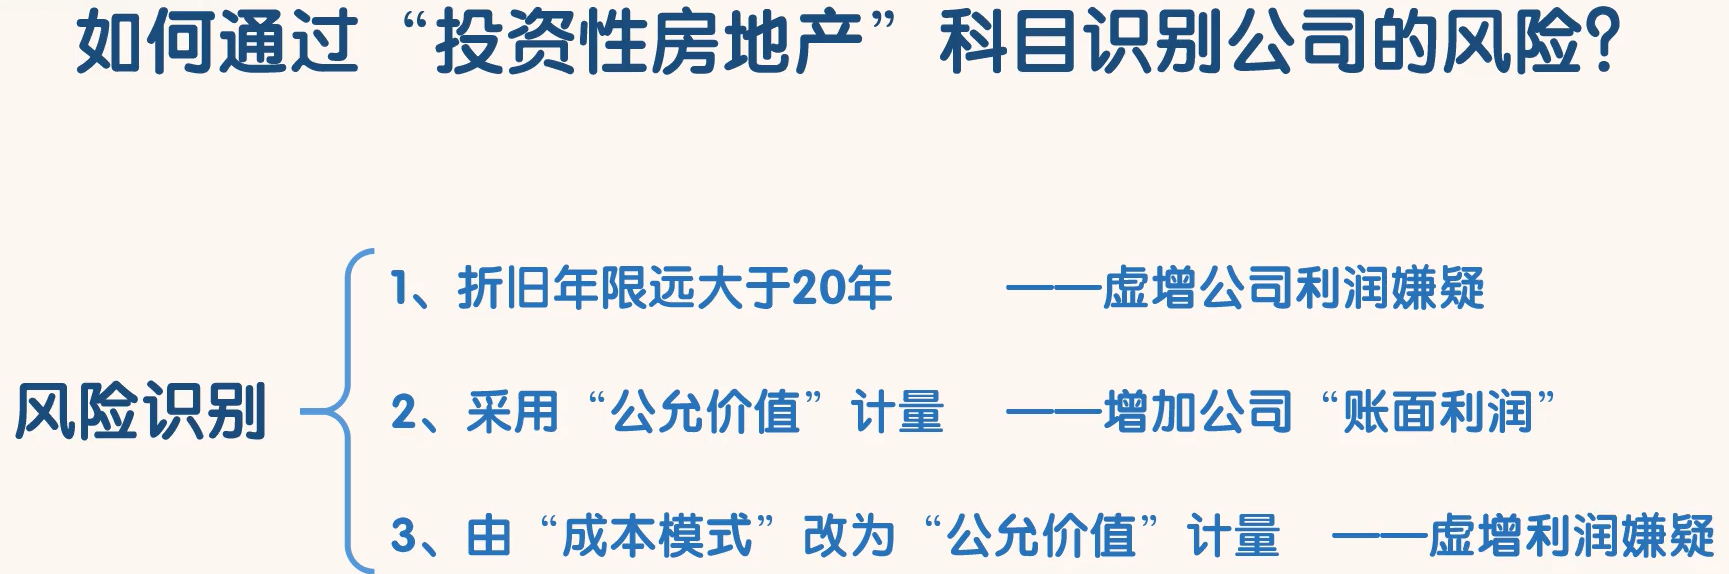 如何通过“投资性房地产”科目识别公司的风险？
风险识别
1、折旧年限远大于20年 ——虚增公司利润嫌疑
2、采用“公允价值”计量 ——增加公司“账面利润”
3、由“成本模式”改为“公允价值”计量 ——虚增利润嫌疑